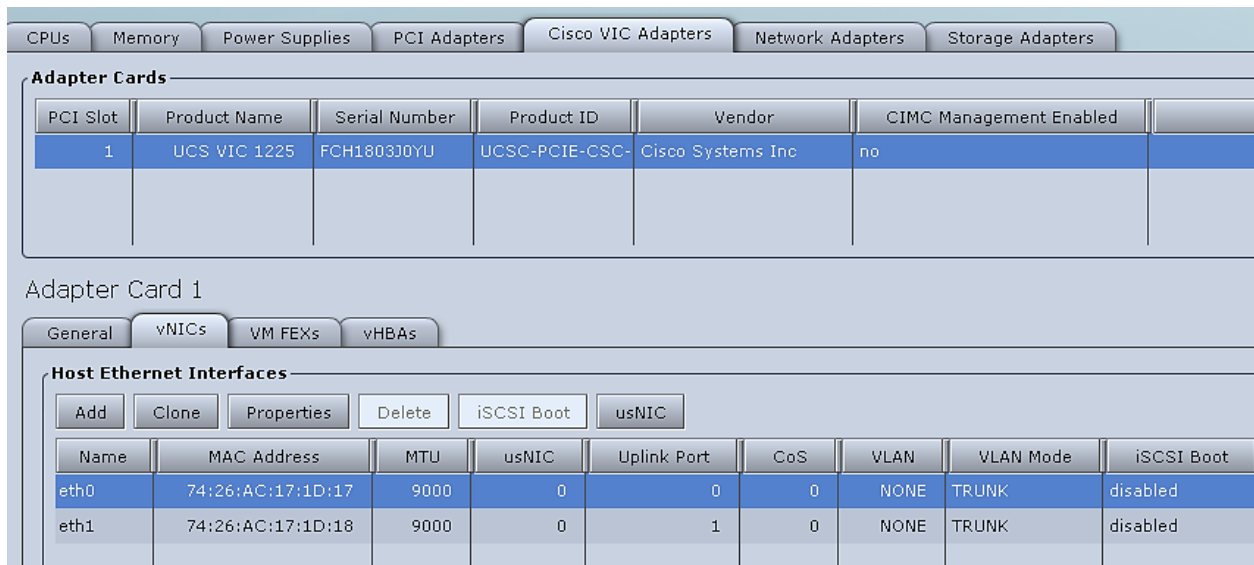 CPUs Memory Power Supplies PCI Adapters Cisco VIC Adapters Network Adapters Storage Adapters
Adapter Cards
PCI Slot Product Name Serial Number Product ID Vendor CIMC Management Enabled
1 UCS VIC 1225 FCH1803J0YU UCSC-PCIE-CSC- Cisco Systems Inc no
Adapter Card 1
General vNICs VM FEXs vHBAs
Host Ethernet Interfaces
Add Clone Properties Delete iSCSI Boot usNIC
Name MAC Address MTU usNIC Uplink Port CoS VLAN VLAN Mode iSCSI Boot
eth0 74:26:AC:17:1D:17 9000 0 0 0 NONE TRUNK disabled
eth1 74:26:AC:17:1D:18 9000 0 1 0 NONE TRUNK disabled